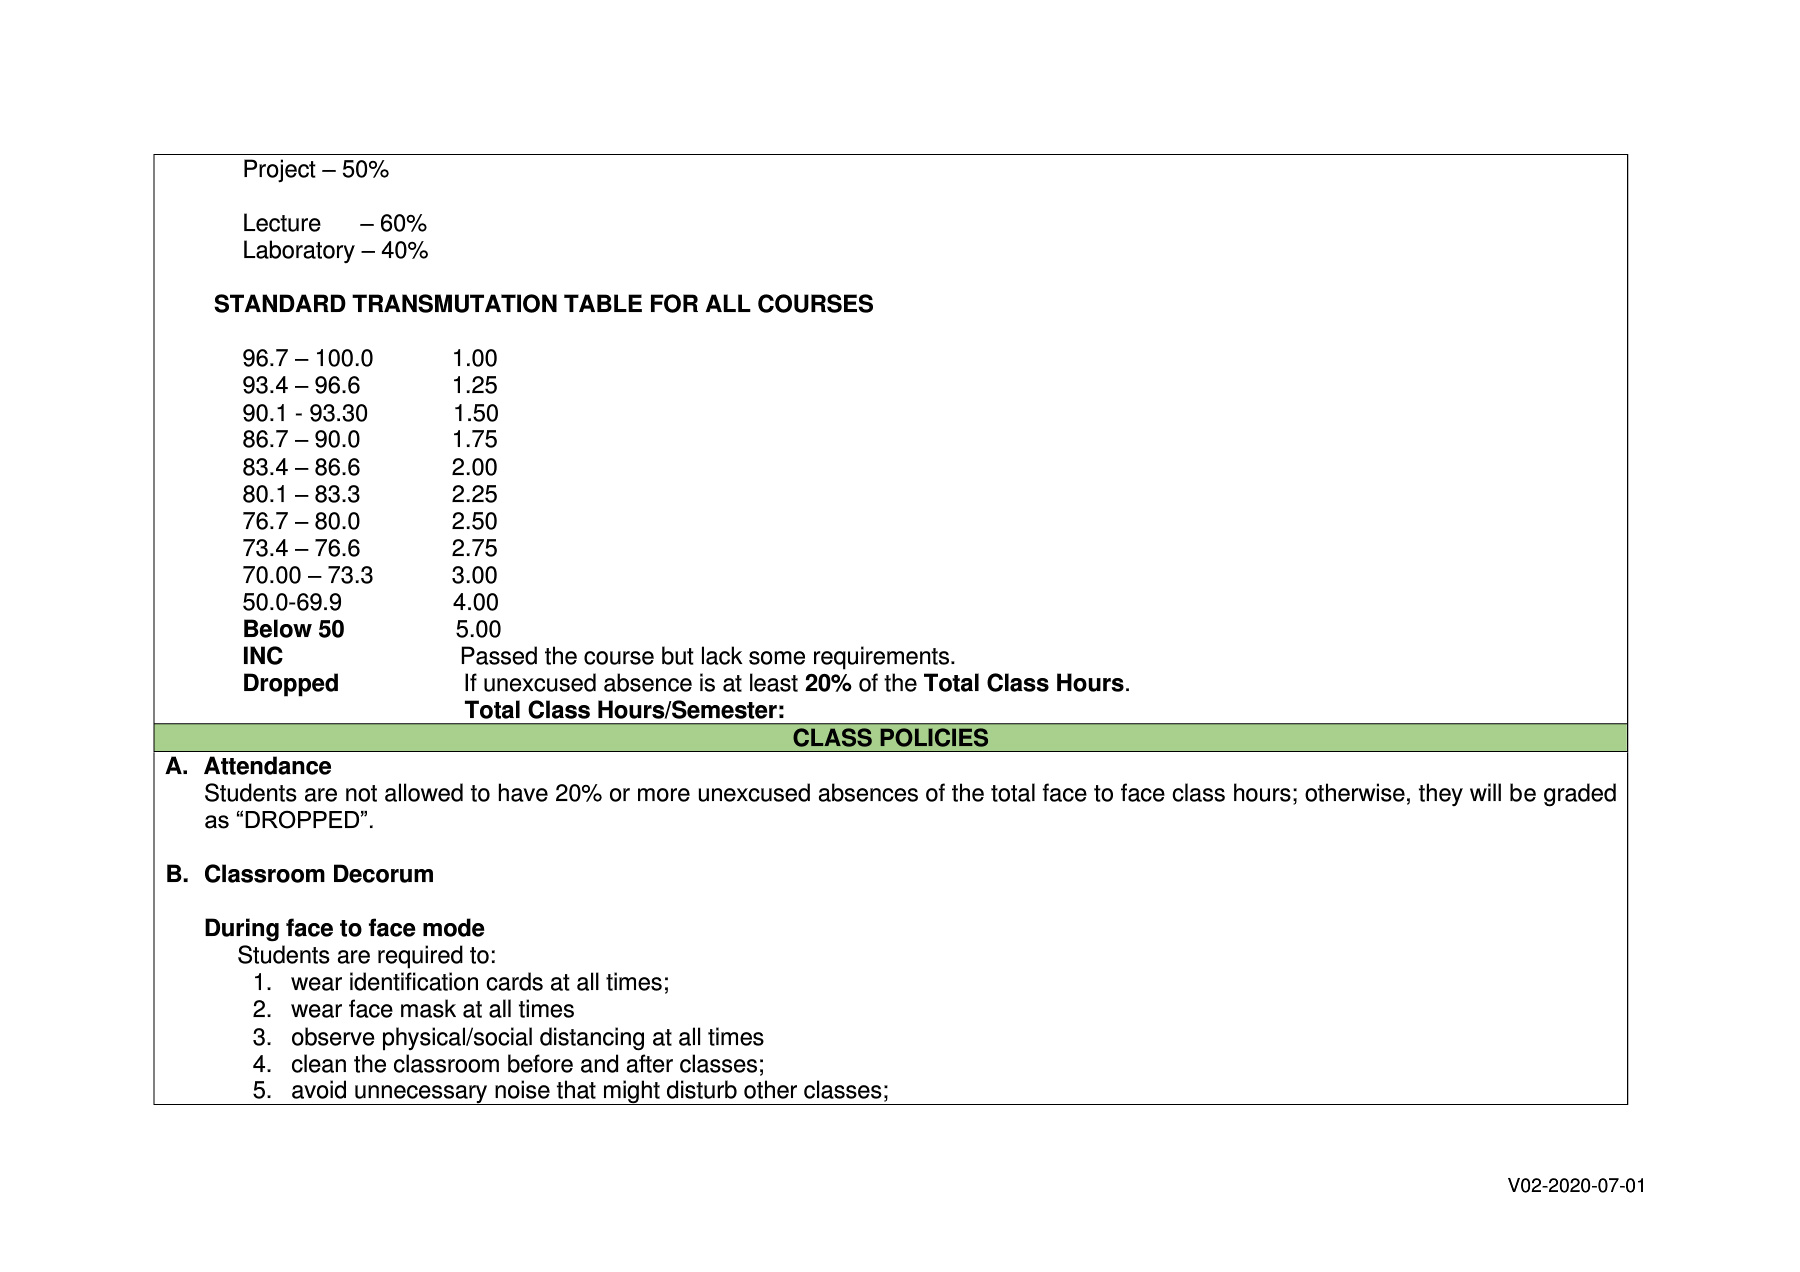 Project – 50%
Lecture – 60%
Laboratory – 40%
STANDARD TRANSMUTATION TABLE FOR ALL COURSES
96.7 – 100.0 1.00
93.4 – 96.6 1.25
90.1 - 93.30 1.50
86.7 – 90.0 1.75
83.4 – 86.6 2.00
80.1 – 83.3 2.25
76.7 – 80.0 2.50
73.4 – 76.6 2.75
70.00 – 73.3 3.00
50.0-69.9 4.00
Below 50 5.00
INC Passed the course but lack some requirements.
Dropped If unexcused absence is at least 20% of the Total Class Hours.
Total Class Hours/Semester:
CLASS POLICIES
A. Attendance
Students are not allowed to have 20% or more unexcused absences of the total face to face class hours; otherwise, they will be graded
as “DROPPED”.
B. Classroom Decorum
During face to face mode
Students are required to:
1. wear identification cards at all times;
2. wear face mask at all times
3. observe physical/social distancing at all times
4. clean the classroom before and after classes;
5. avoid unnecessary noise that might disturb other classes;
V02-2020-07-01